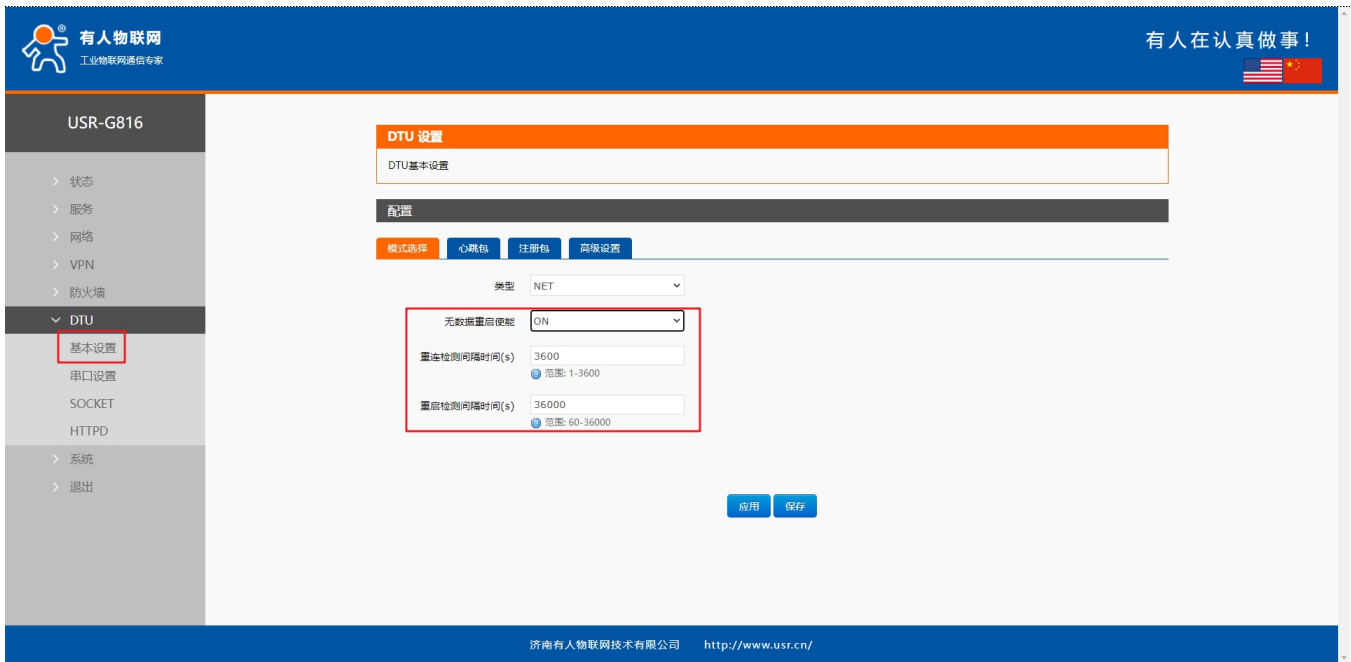 有人物联网
工业物联网通信专家
有人在认真做事!
USR-G816
状态
服务
网络
VPN
防火墙
DTU
基本设置
串口设置
SOCKET
HTTPD
系统
退出
DTU 设置
DTU基本设置
配置
模式选择 心跳包 注册包 高级设置
类型 NET
无数据重启使能 ON
重连检测间隔时间(s) 3600
范围: 1-3600
重启检测间隔时间(s) 36000
范围: 60-36000
应用 保存
济南有人物联网技术有限公司 http://www.usr.cn/